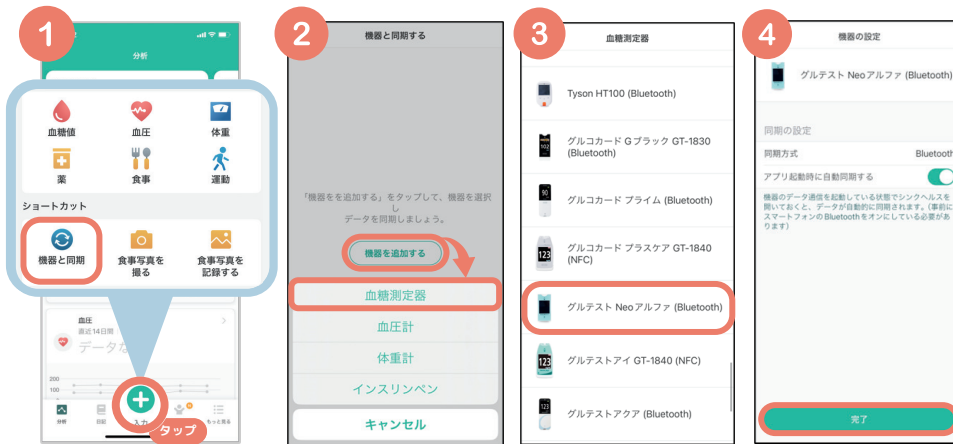 1
分析
血糖値
血圧
体重
薬
食事
運動
ショートカット
機器と同期
食事写真を
撮る
食事写真を
記録する
血圧
直近14日間
データな
200
100
分析
日記
入力
もっと見る
タップ
2
機器と同期する
「機器をを追加する」をタップして、機器を選択
し
データを同期しましょう。
機器を追加する
血糖測定器
血圧計
体重計
インスリンペン
キャンセル
3
血糖測定器
Tyson HT100 (Bluetooth)
グルコカード Gブラック GT-1830
(Bluetooth)
グルコカード プライム (Bluetooth)
グルコカード プラスケア GT-1840
(NFC)
グルテスト Neoアルファ (Bluetooth)
グルテストアイ GT-1840 (NFC)
グルテストアクア (Bluetooth)
4
機器の設定
グルテスト Neoアルファ (Bluetooth)
同期の設定
同期方式
Bluetooth
アプリ起動時に自動同期する
機器のデータ通信を起動している状態でシンクヘルスを
開いておくと、データが自動的に同期されます。(事前に
スマートフォンのBluetoothをオンにしている必要があ
ります)
完了